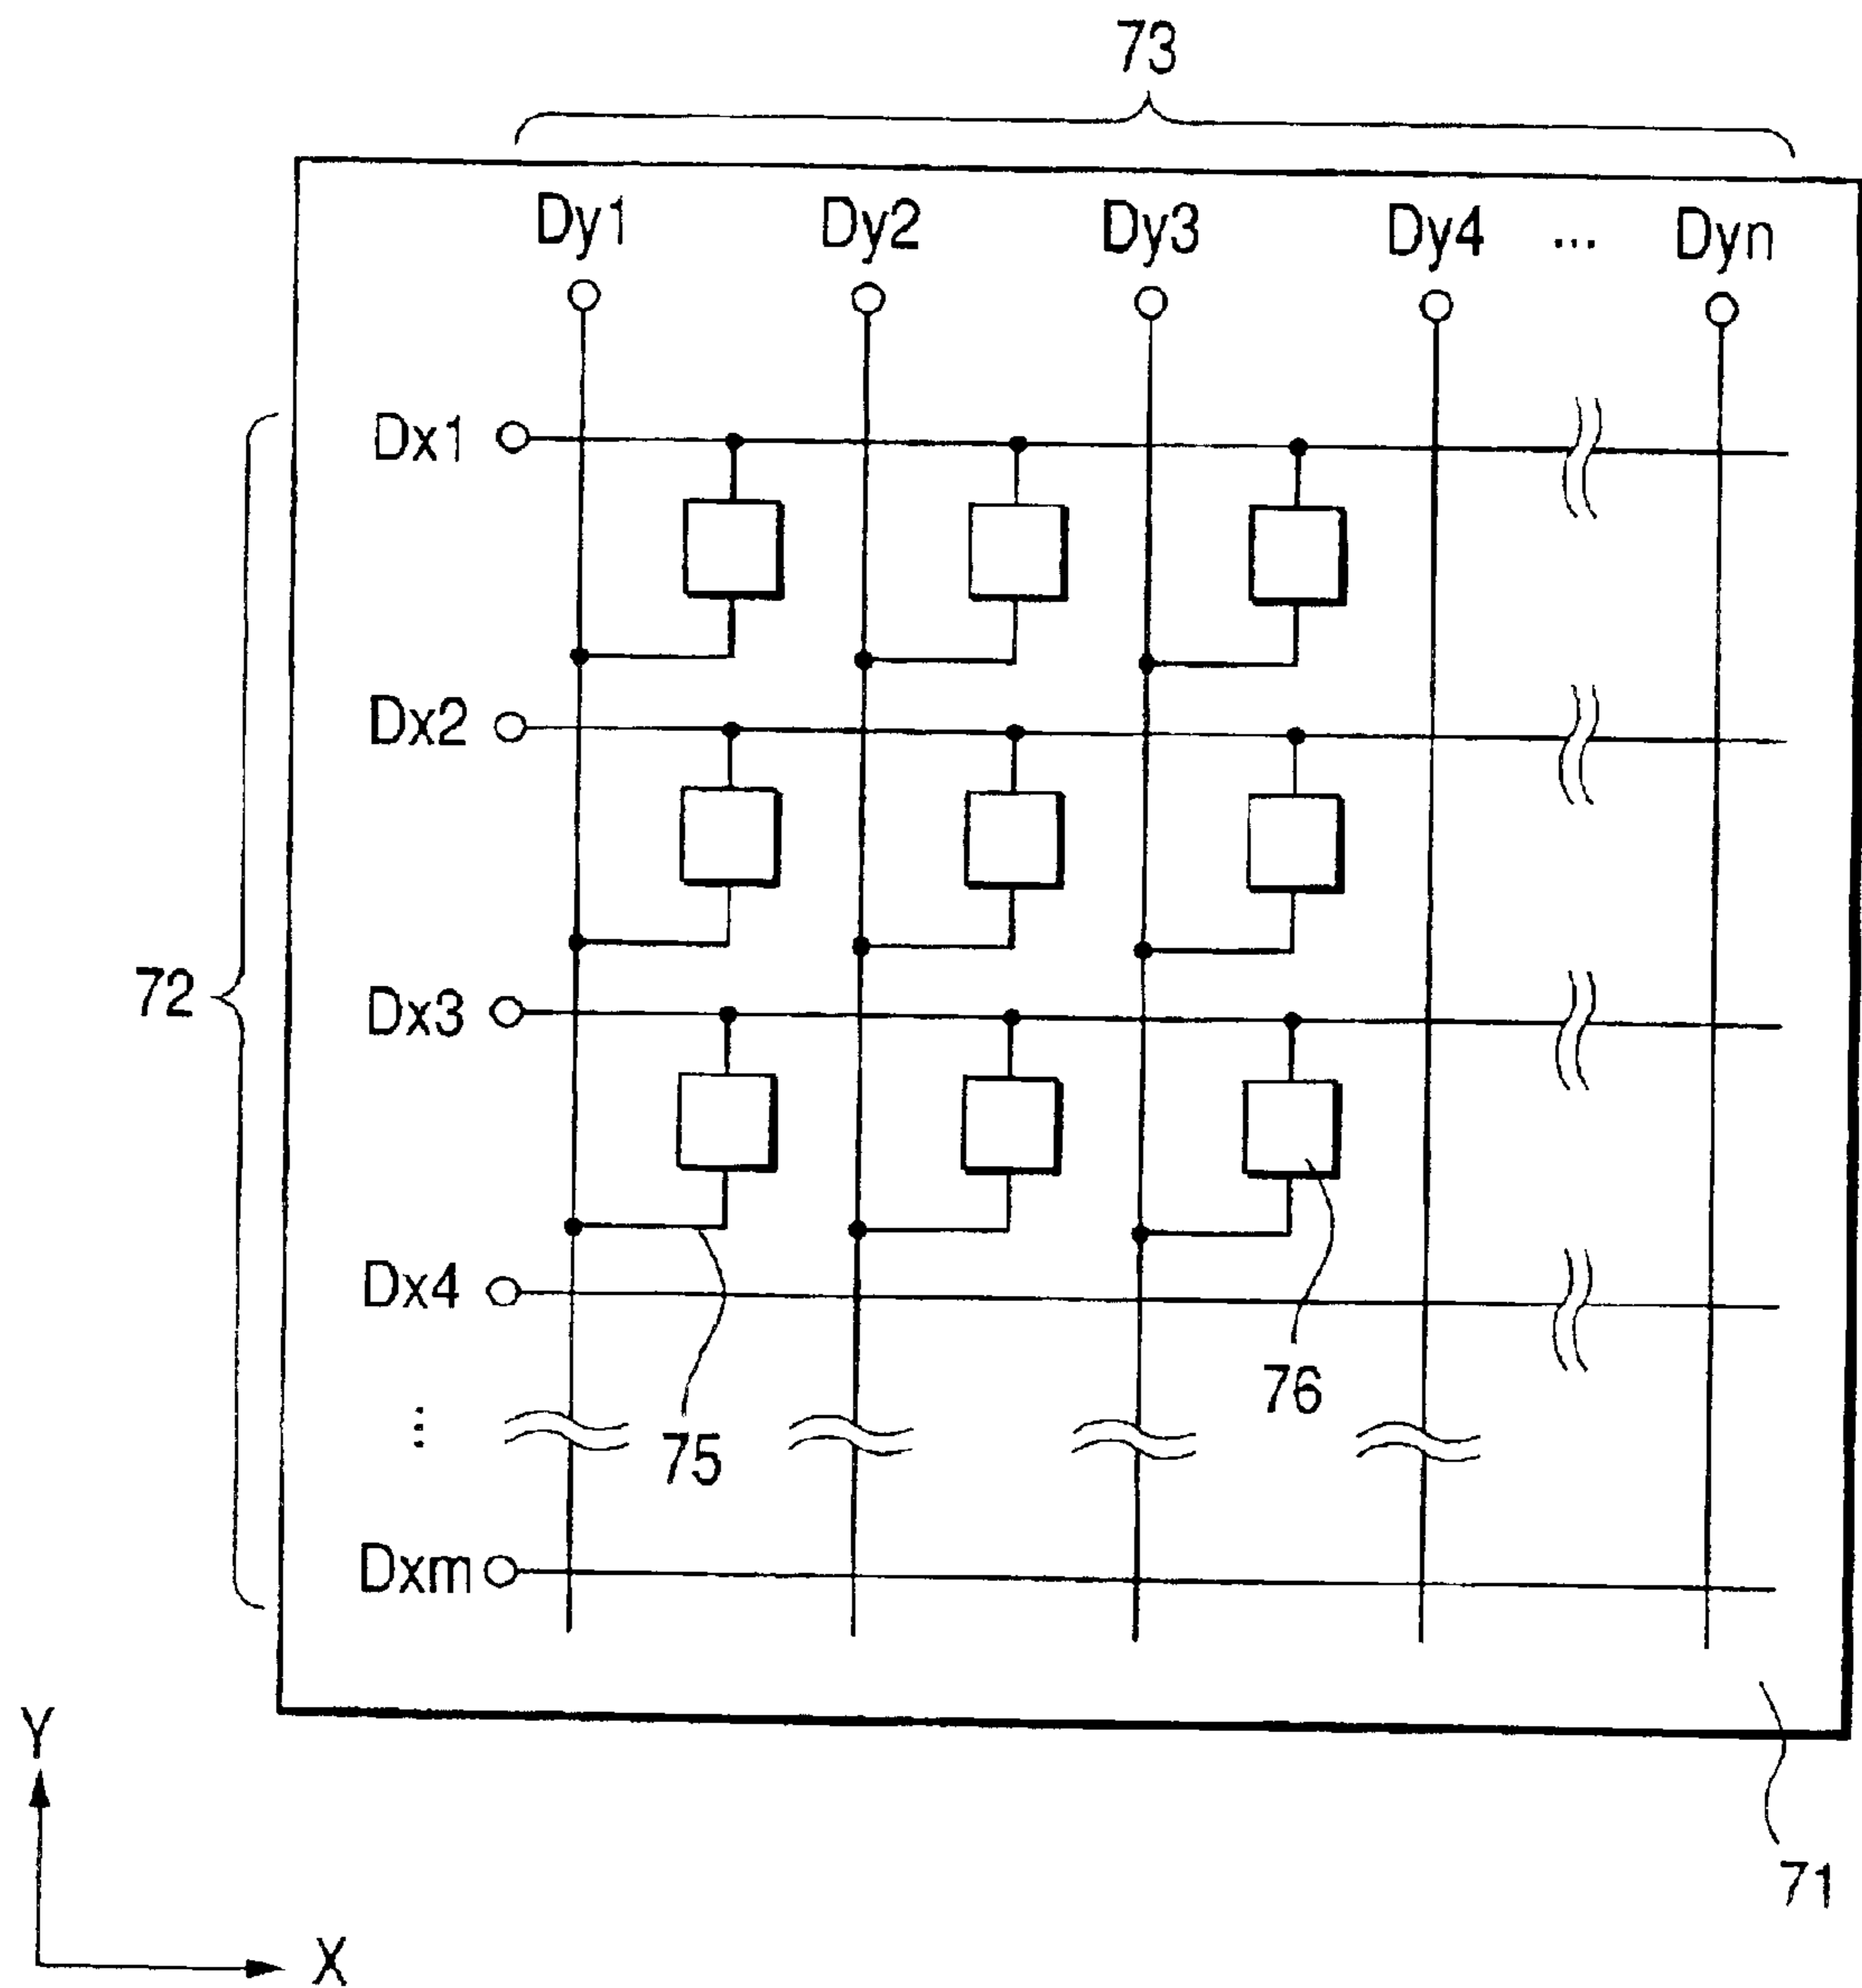 73
Dy1 Dy2 Dy3 Dy4 ... Dyn
Dx1
Dx2
72
Dx3
Dx4
76
...
75
Dxm
Y
71
X